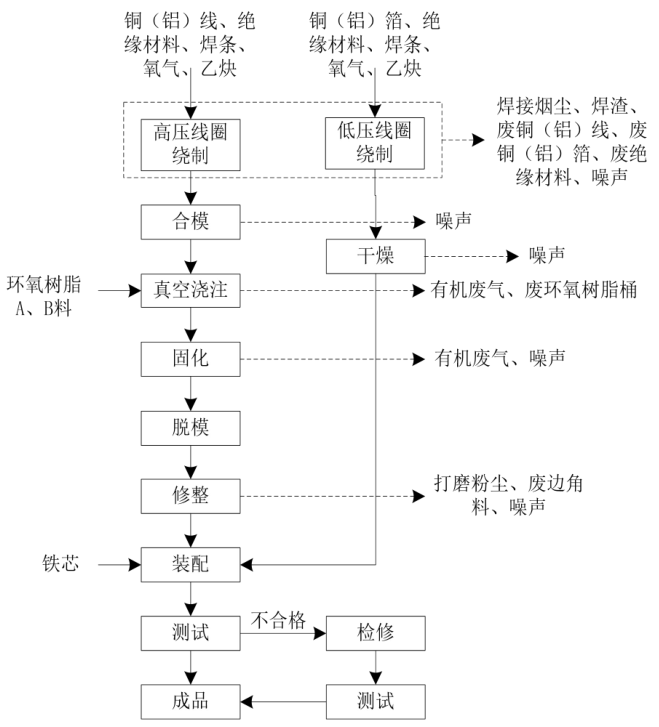 铜（铝）线、绝
缘材料、焊条、
氧气、乙炔
铜（铝）箔、绝
缘材料、焊条、
氧气、乙炔
高压线圈
绕制
低压线圈
绕制
焊接烟尘、焊渣、
废铜（铝）线、废
铜（铝）箔、废绝
缘材料、噪声
合模
噪声
干燥
噪声
环氧树脂
A、B料
真空浇注
有机废气、废环氧树脂桶
固化
有机废气、噪声
脱模
修整
打磨粉尘、废边角
料、噪声
铁芯
装配
测试
不合格
检修
成品
测试